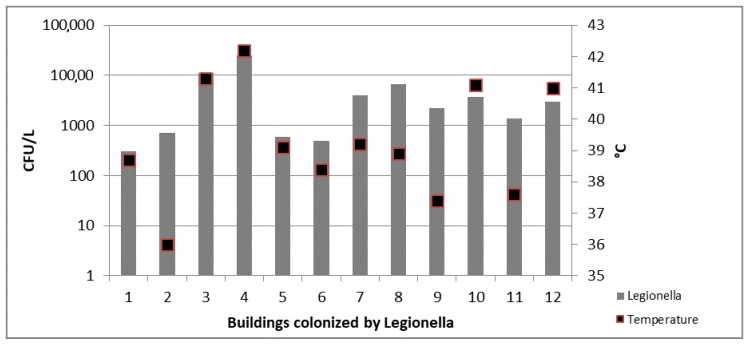 100,000
100,00
1000
100
10
1
CFU/L
43
42
41
40
39
38
37
36
35
°C
1 2 3 4 5 6 7 8 9 10 11 12
Buildings colonized by Legionella
Legionella
Temperature